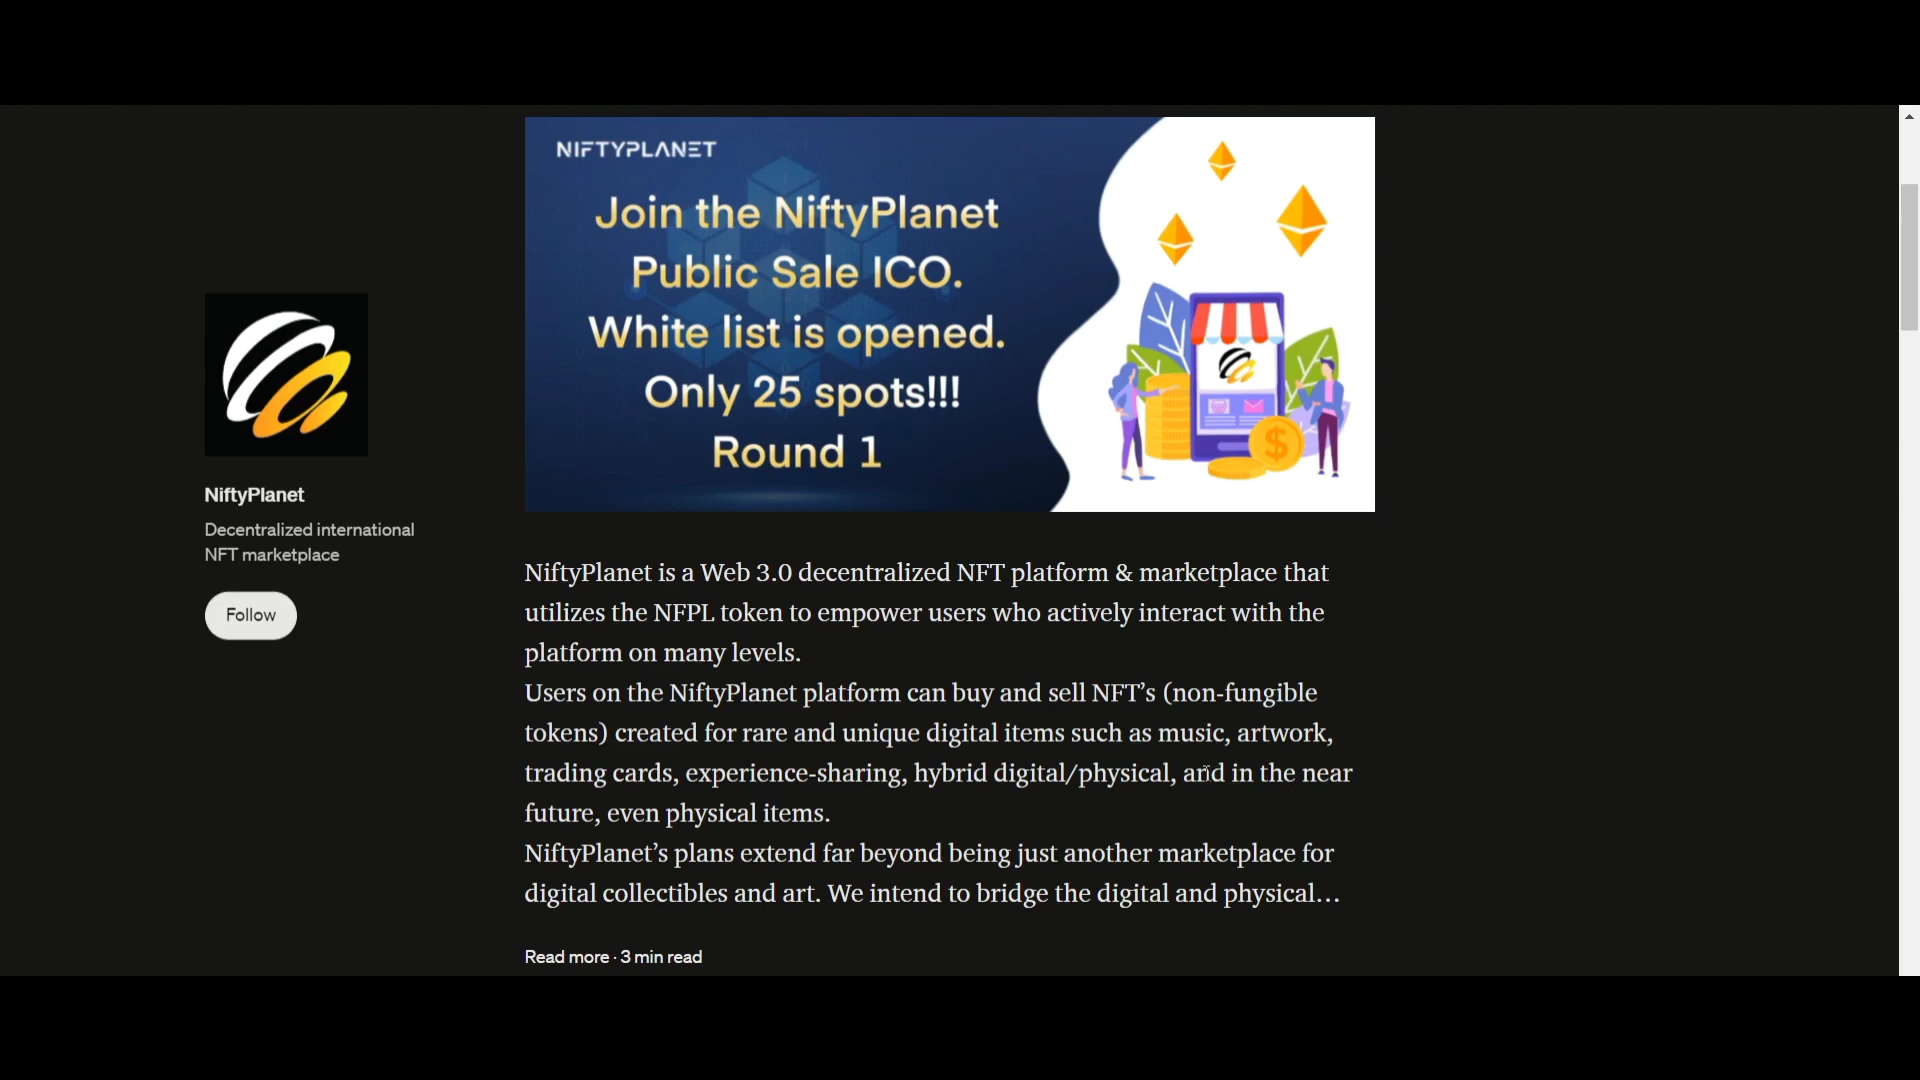 NIFTYPLANET
Join the NiftyPlanet
Public Sale ICO.
White list is opened.
Only 25 spots!!!
Round 1
NiftyPlanet
Decentralized international
NFT marketplace
Follow
NiftyPlanet is a Web 3.0 decentralized NFT platform & marketplace that
utilizes the NFPL token to empower users who actively interact with the
platform on many levels.
Users on the NiftyPlanet platform can buy and sell NFT’s (non-fungible
tokens) created for rare and unique digital items such as music, artwork,
trading cards, experience-sharing, hybrid digital/physical, and in the near
future, even physical items.
NiftyPlanet’s plans extend far beyond being just another marketplace for
digital collectibles and art. We intend to bridge the digital and physical…
Read more · 3 min read